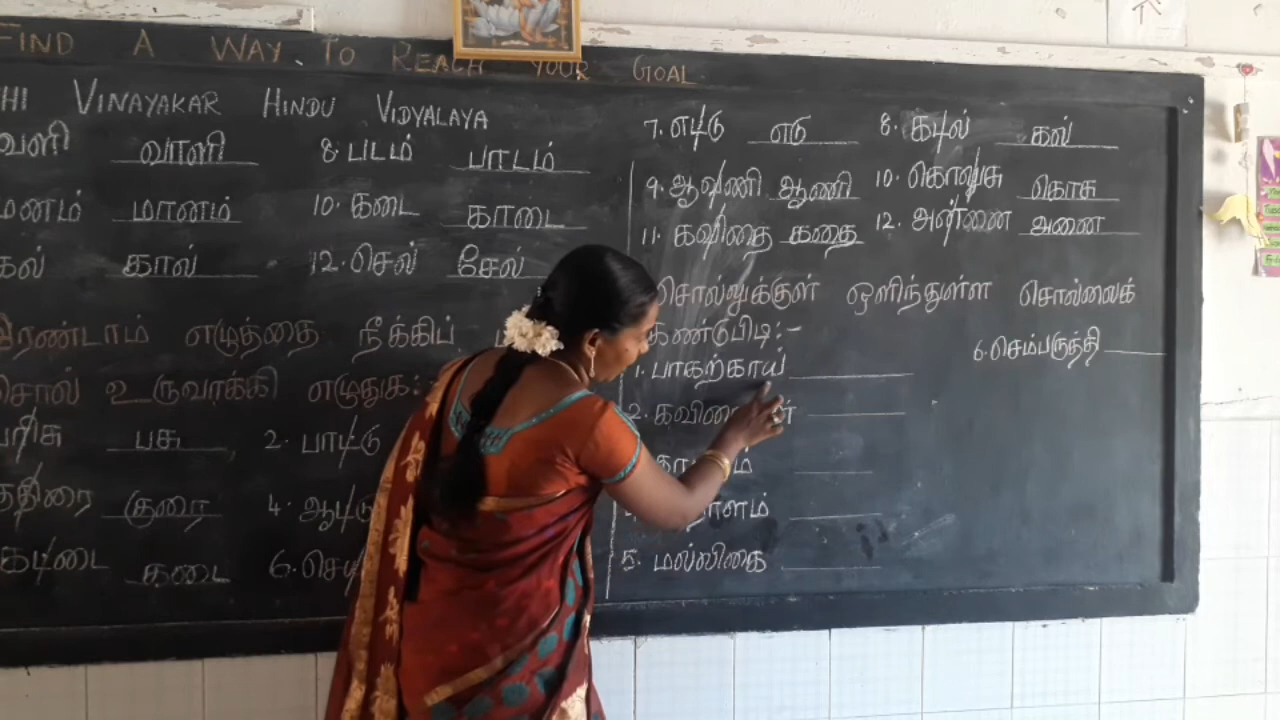 FIND A WAY TO REACH YOUR GOAL.
HI VINAYAKAR HINDU VIDYALAYA
வளி வாளி 8. படம் பாடம்
மனம் மானம் 10. கடை காடை
கல் கால் 12. செல் சேல்
இரண்டாம் எழுத்தை நீக்கிப்
சொல் உருவாக்கி எழுதுக:
பரிசு பசு 2. பாட்டு
குதிரை குரை 4. ஆட்டு
கட்டை கடை 6.
7. எட்டு எடு 8. கடல் கல்
9. ஆவணி ஆணி 10. கொலுசு கொசு
11. கவிதை கதை 12. அன்னை அனை
சொல்லுக்குள் ஒளிந்துள்ள சொல்லைக்
கண்டுபிடி:-
1. பாகற்காய்
2.
5. மல்லிகை
6. செம்பருத்தி